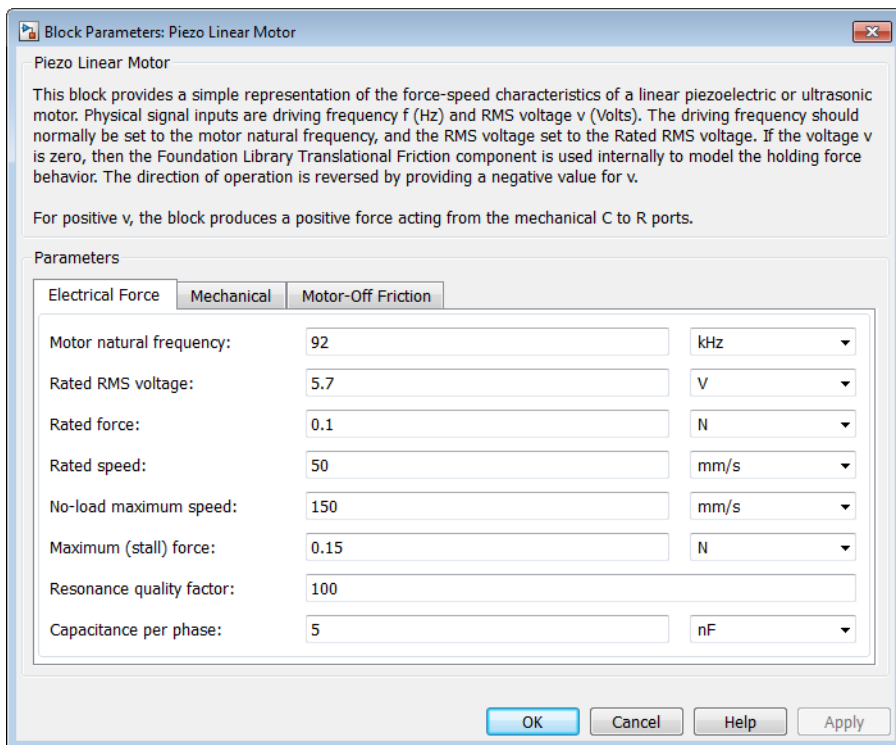 Block Parameters: Piezo Linear Motor
Piezo Linear Motor
This block provides a simple representation of the force-speed characteristics of a linear piezoelectric or ultrasonic
motor. Physical signal inputs are driving frequency f (Hz) and RMS voltage v (Volts). The driving frequency should
normally be set to the motor natural frequency, and the RMS voltage set to the Rated RMS voltage. If the voltage v
is zero, then the Foundation Library Translational Friction component is used internally to model the holding force
behavior. The direction of operation is reversed by providing a negative value for v.
For positive v, the block produces a positive force acting from the mechanical C to R ports.
Parameters
Electrical Force Mechanical Motor-Off Friction
Motor natural frequency: 92 kHz
Rated RMS voltage: 5.7 V
Rated force: 0.1 N
Rated speed: 50 mm/s
No-load maximum speed: 150 mm/s
Maximum (stall) force: 0.15 N
Resonance quality factor: 100
Capacitance per phase: 5 nF
OK Cancel Help Apply